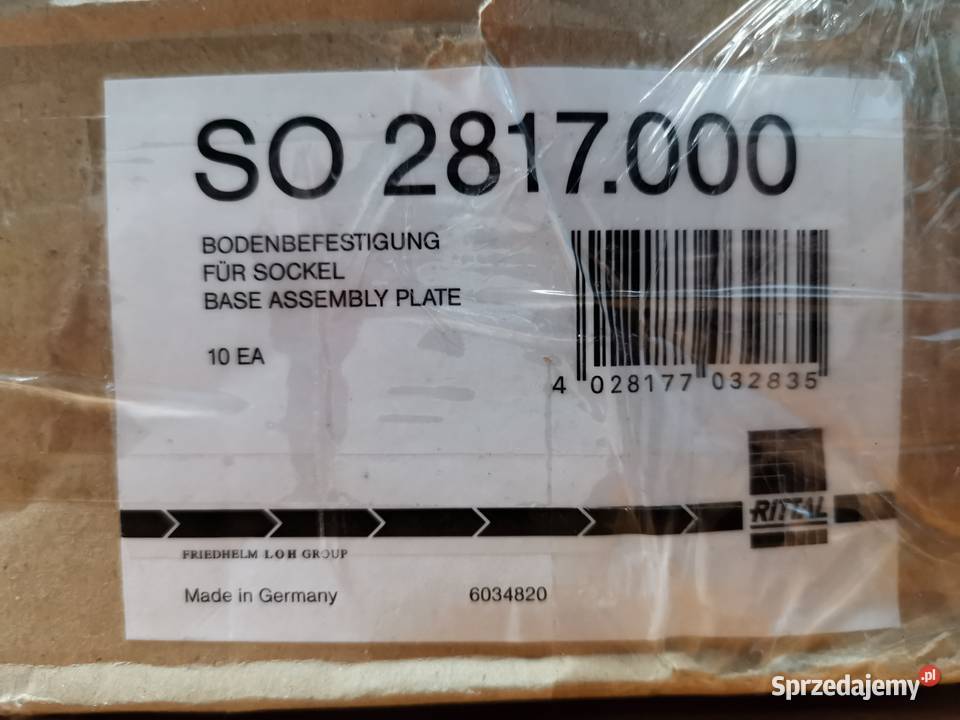 SO 2817.000
BODENBEFESTIGUNG
FÜR SOCKEL
BASE ASSEMBLY PLATE
10 EA
4 028177 032835
RITTAL
FRIEDHELM LOH GROUP
Made in Germany
6034820
Sprzedajemy.pl